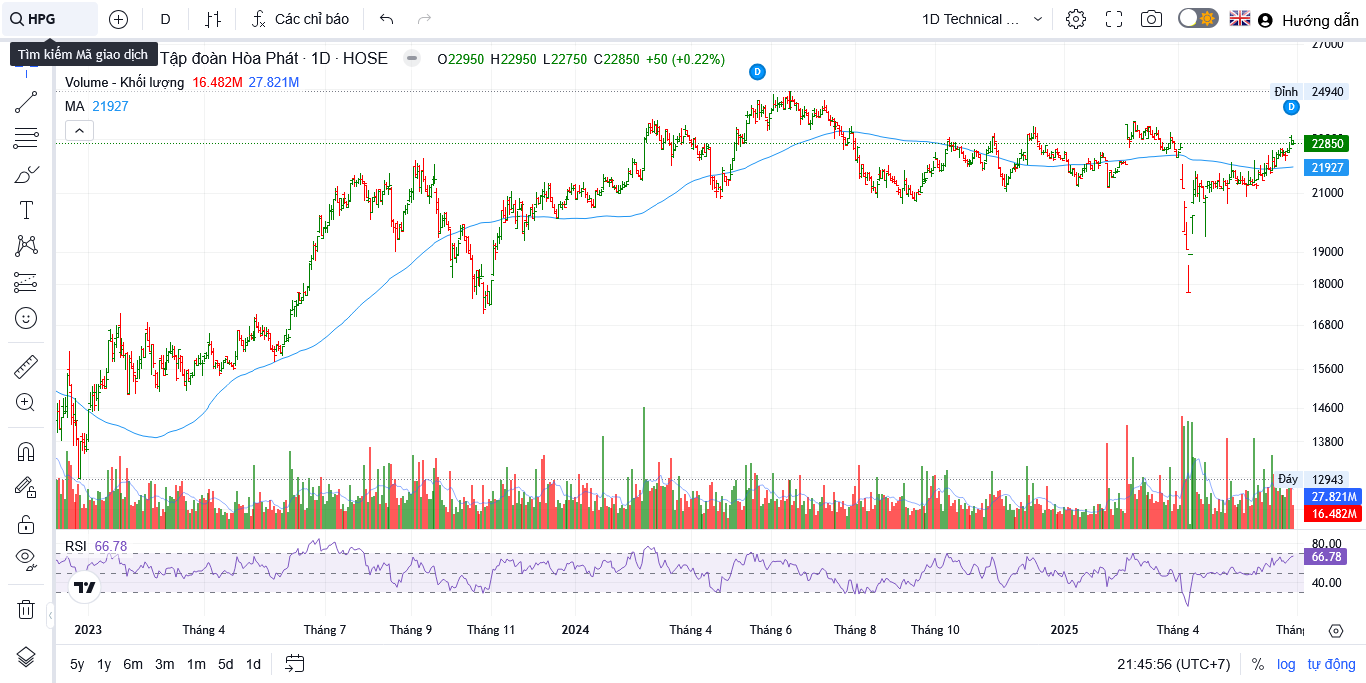 HPG D Các chỉ báo 1D Technical ... Hướng dẫn
Tìm kiếm Mã giao dịch
Tập đoàn Hòa Phát · 1D · HOSE O22950 H22950 L22750 C22850 +50 (+0.22%)
Volume - Khối lượng 16.482M 27.821M
MA 21927
D
27000
Đỉnh 24940
D
22850
21927
21000
19000
18000
16800
15600
14600
13800
Đáy 12943
27.821M
16.482M
RSI 66.78
80.00
66.78
40.00
2023 Tháng 4 Tháng 7 Tháng 9 Tháng 11 2024 Tháng 4 Tháng 6 Tháng 8 Tháng 10 2025 Tháng 4
5y 1y 6m 3m 1m 5d 1d 21:45:56 (UTC+7) % log tự động